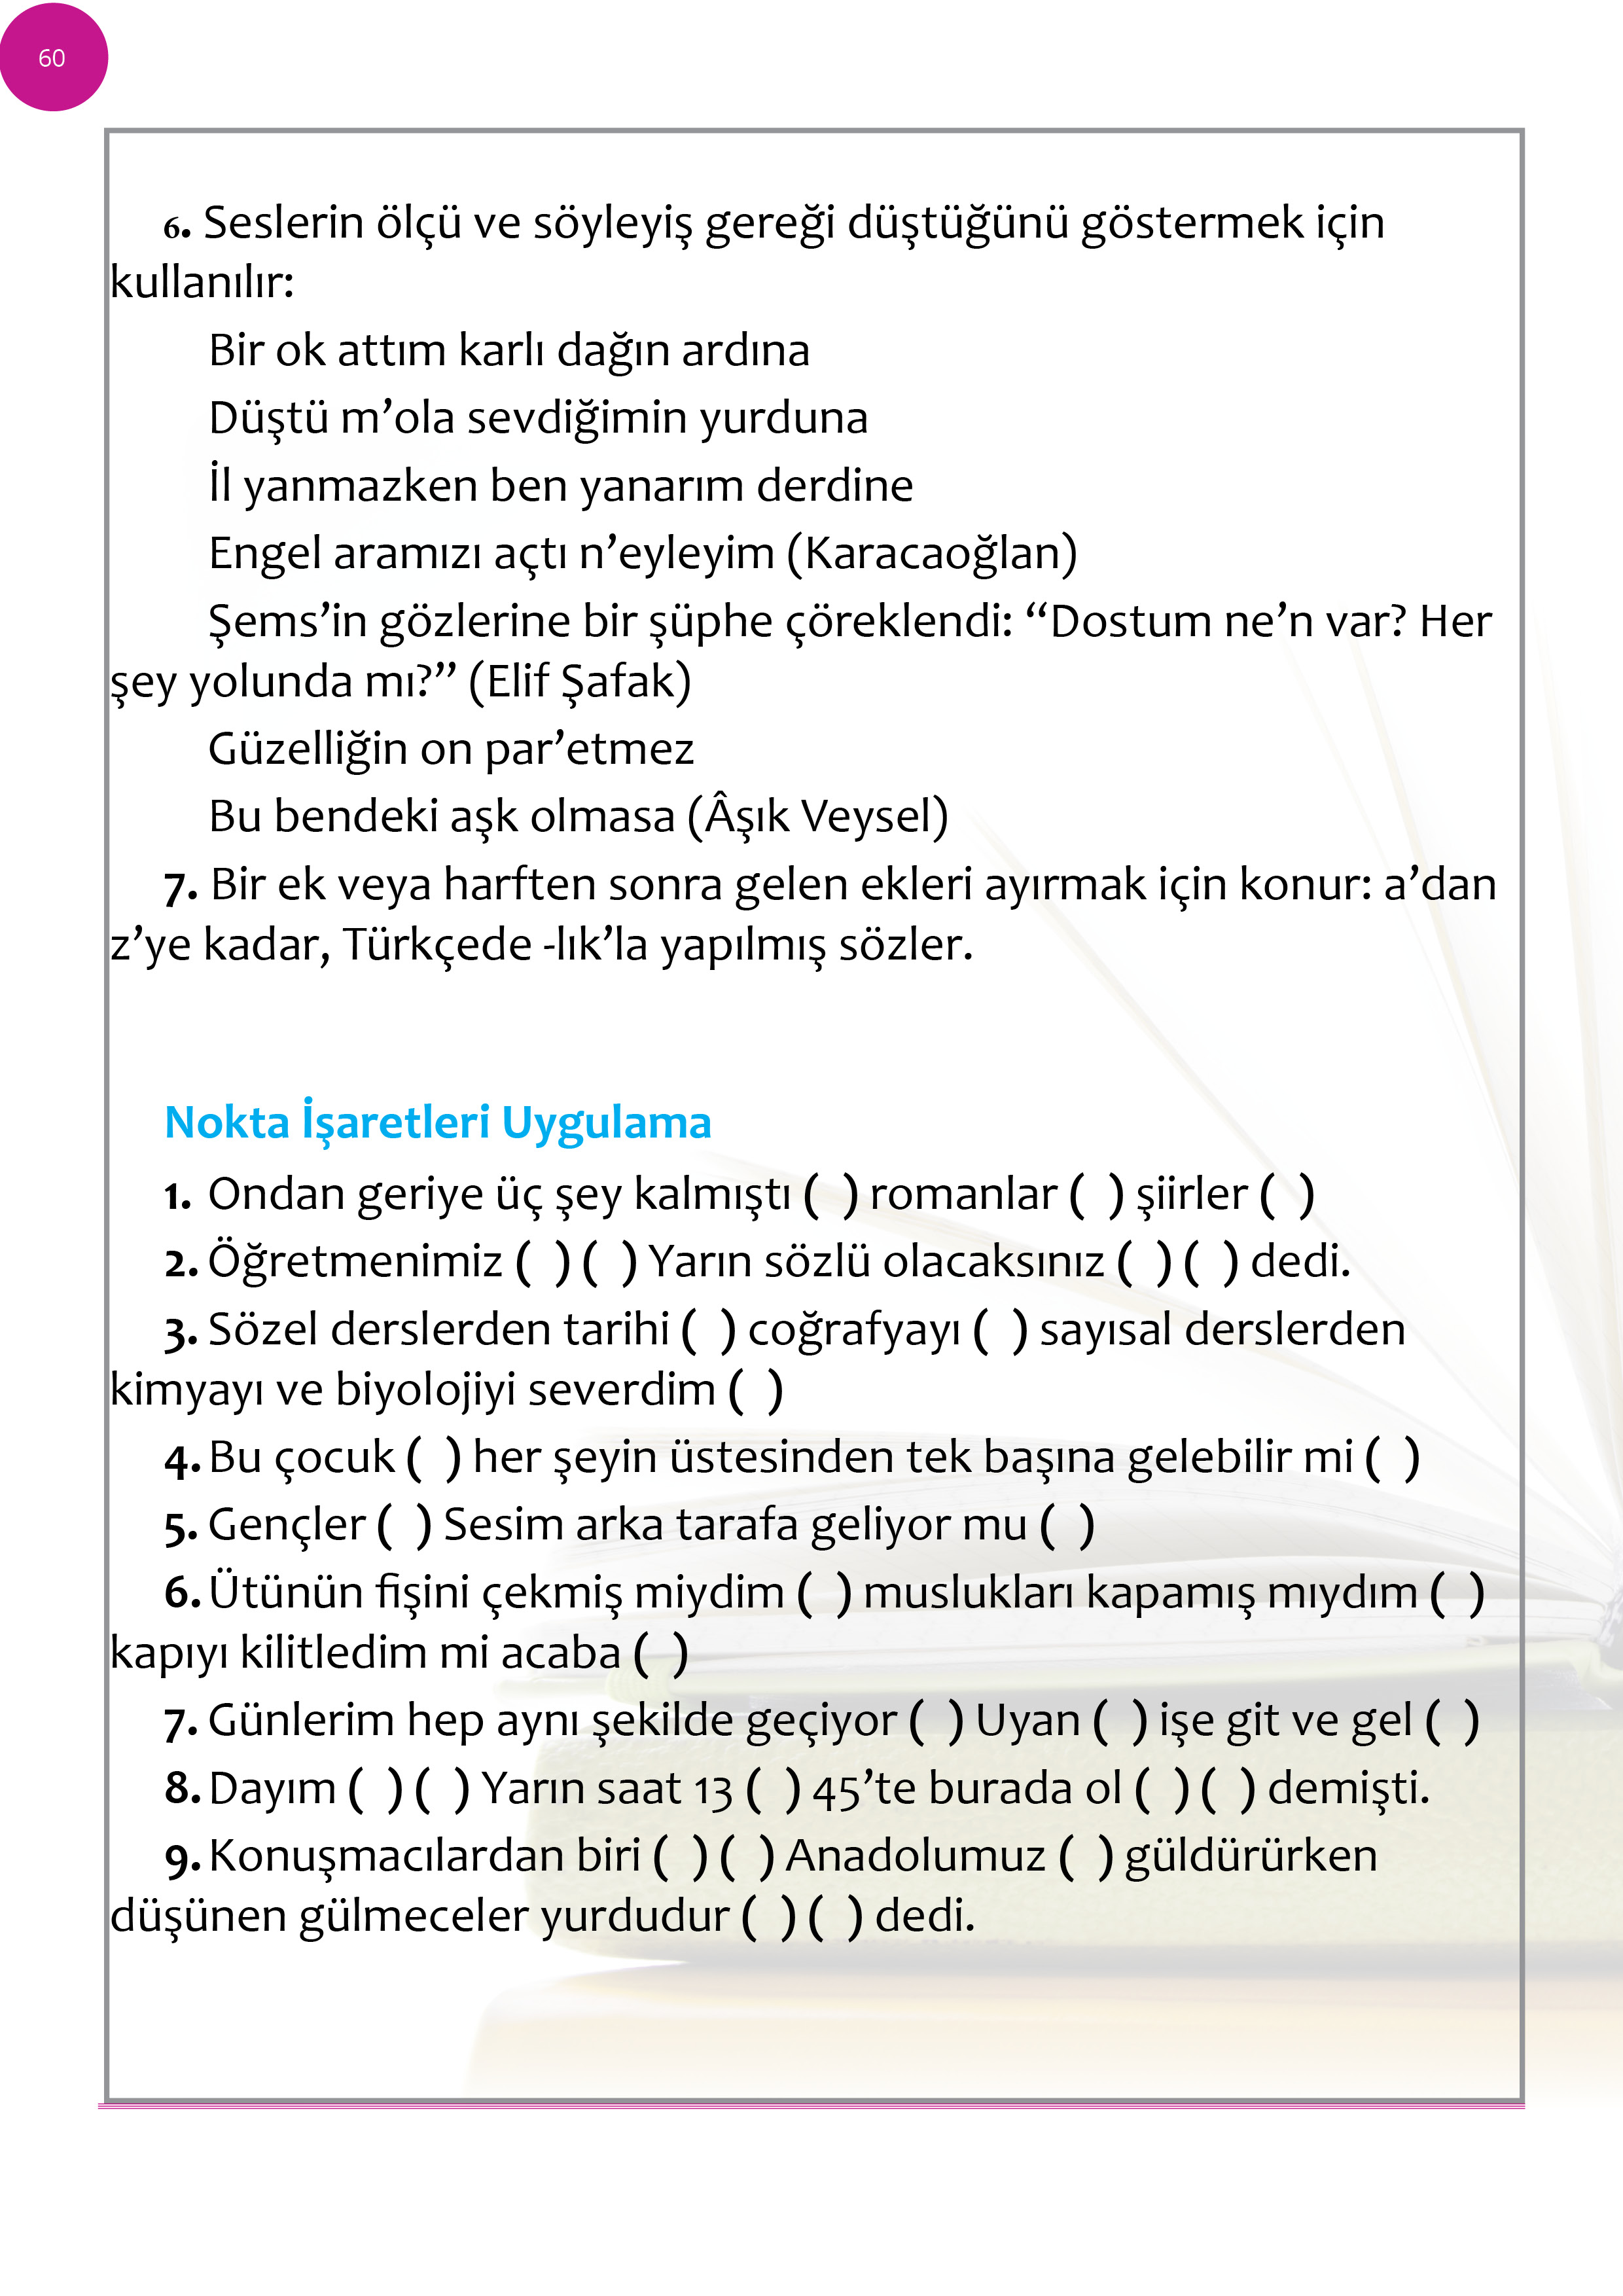 60
6. Seslerin ölçü ve söyleyiş gereği düştüğünü göstermek için
kullanılır:
Bir ok attım karlı dağın ardına
Düştü m’ola sevdiğimin yurduna
İl yanmazken ben yanarım derdine
Engel aramızı açtı n’eyleyim (Karacaoğlan)
Şems’in gözlerine bir şüphe çöreklendi: “Dostum ne’n var? Her
şey yolunda mı?” (Elif Şafak)
Güzelliğin on par’etmez
Bu bendeki aşk olmasa (Âşık Veysel)
7. Bir ek veya harften sonra gelen ekleri ayırmak için konur: a’dan
z’ye kadar, Türkçede -lık’la yapılmış sözler.
Nokta İşaretleri Uygulama
1. Ondan geriye üç şey kalmıştı ( ) romanlar ( ) şiirler ( )
2. Öğretmenimiz ( ) ( ) Yarın sözlü olacaksınız ( ) ( ) dedi.
3. Sözel derslerden tarihi ( ) coğrafyayı ( ) sayısal derslerden
kimyayı ve biyolojiyi severdim ( )
4. Bu çocuk ( ) her şeyin üstesinden tek başına gelebilir mi ( )
5. Gençler ( ) Sesim arka tarafa geliyor mu ( )
6. Ütünün fişini çekmiş miydim ( ) muslukları kapamış mıydım ( )
kapıyı kilitledim mi acaba ( )
7. Günlerim hep aynı şekilde geçiyor ( ) Uyan ( ) işe git ve gel ( )
8. Dayım ( ) ( ) Yarın saat 13 ( ) 45’te burada ol ( ) ( ) demişti.
9. Konuşmacılardan biri ( ) ( ) Anadolumuz ( ) güldürürken
düşünen gülmeceler yurdudur ( ) ( ) dedi.